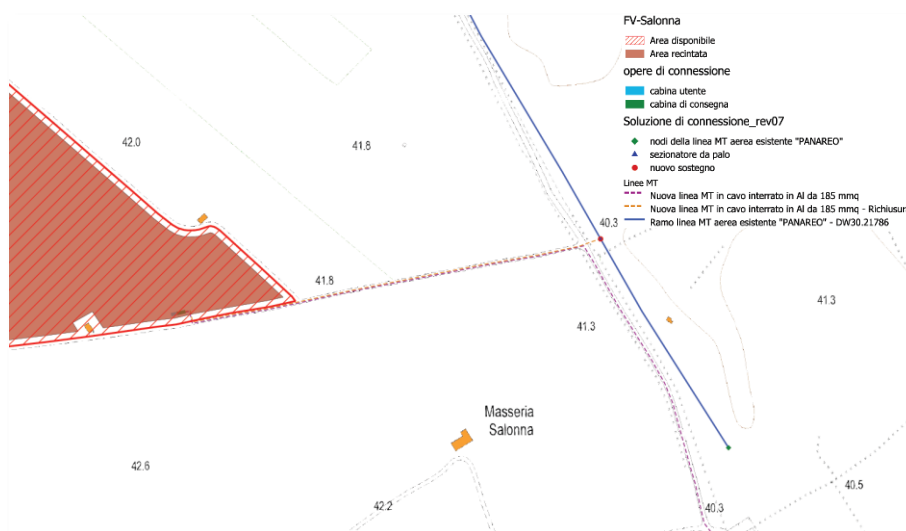 FV-Salonna
Area disponibile
Area recintata
opere di connessione
cabina utente
cabina di consegna
Soluzione di connessione_rev07
nodi della linea MT aerea esistente "PANAREO"
sezionatore da palo
nuovo sostegno
Linee MT
Nuova linea MT in cavo interrato in Al da 185 mmq
Nuova linea MT in cavo interrato in Al da 185 mmq - Richiusur
Ramo linea MT aerea esistente "PANAREO" - DW30.21786
42.0
41.8
40.3
41.8
41.3
41.3
Masseria
Salonna
42.6
42.2
40.3
40.5